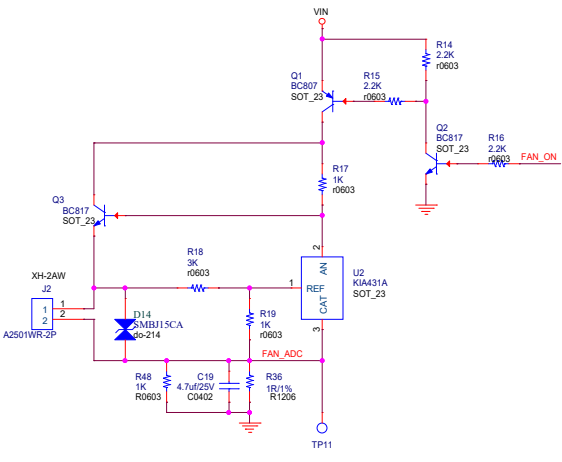 VIN
R14
2.2K
r0603
Q1
BC807
SOT_23
R15
2.2K
r0603
Q2
BC817
SOT_23
R16
2.2K
r0603
FAN_ON
R17
1K
r0603
Q3
BC817
SOT_23
2
AN
U2
KIA431A
SOT_23
R18
3K
r0603
1
REF
CAT
3
XH-2AW
J2
1
1
2
2
A2501WR-2P
D14
SMBJ15CA
do-214
R19
1K
r0603
FAN_ADC
R48
1K
R0603
C19
4.7uf/25V
C0402
R36
1R/1%
R1206
TP11